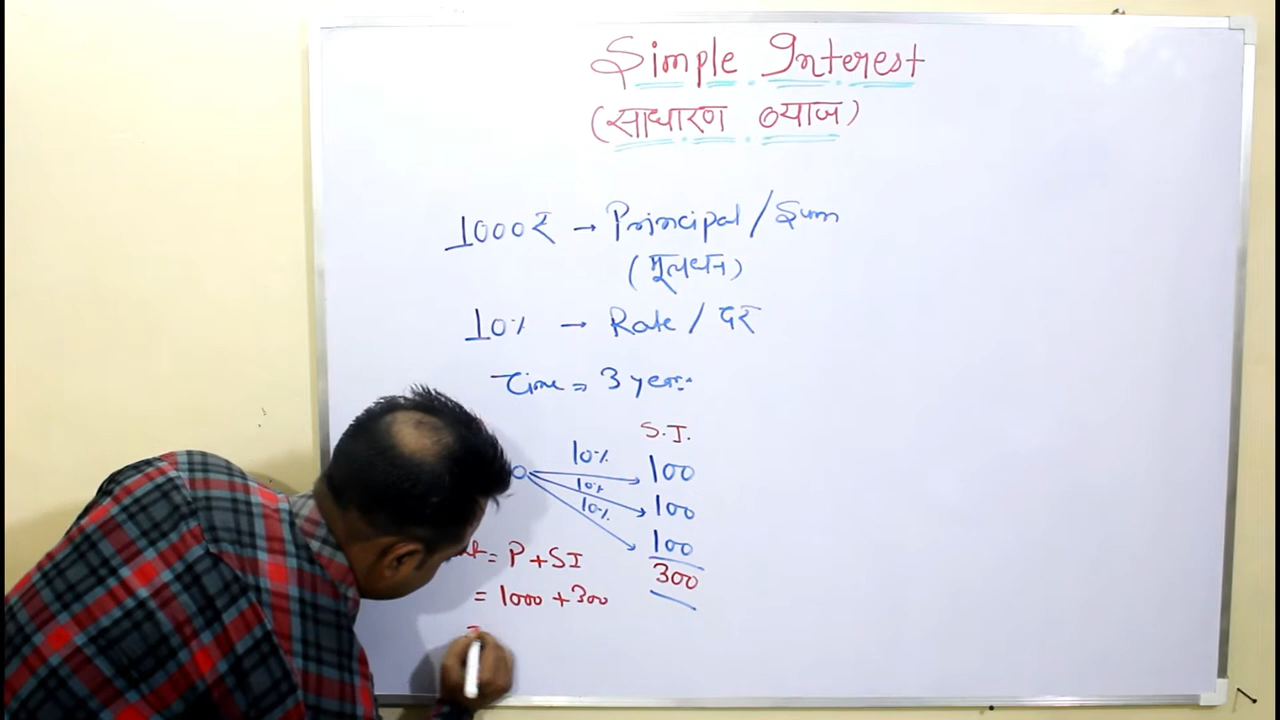 Simple Interest
(साधारण ब्याज)
1000₹ → Principal/Sum
(मूलधन)
10% → Rate / दर
Time = 3 years
S.I.
10% 100
10% 100
10% 100
300
= P+SI
= 1000 +300